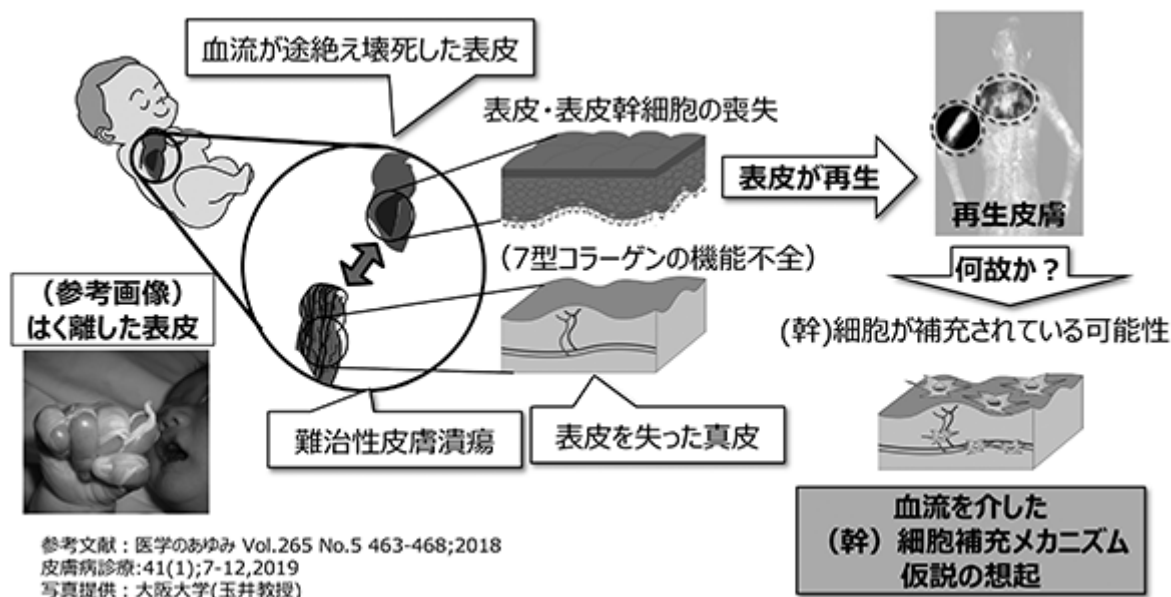 血流が途絶え壊死した表皮
表皮・表皮幹細胞の喪失
表皮が再生
再生皮膚
(7型コラーゲンの機能不全)
何故か？
（参考画像）
はく離した表皮
(幹)細胞が補充されている可能性
難治性皮膚潰瘍
表皮を失った真皮
血流を介した
（幹）細胞補充メカニズム
仮説の想起
参考文献：医学のあゆみ Vol.265 No.5 463-468;2018
皮膚病診療:41(1);7-12,2019
写真提供：大阪大学(玉井教授)